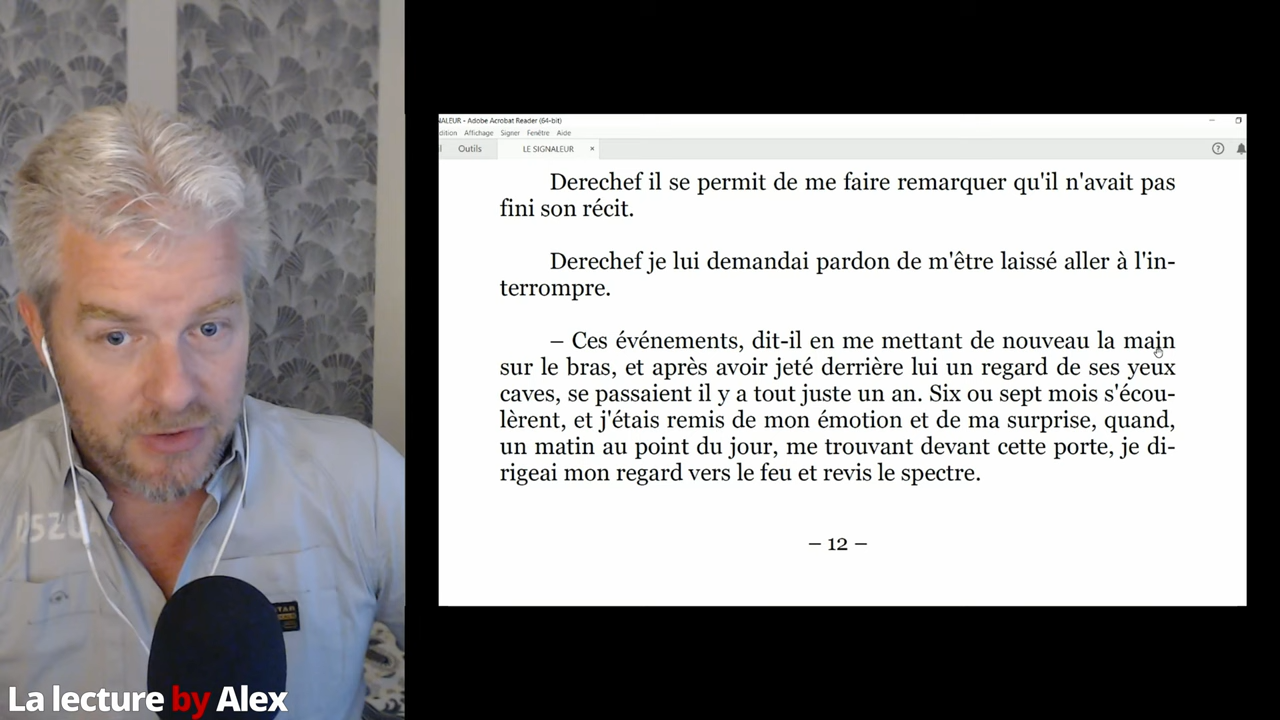 NALEUR - Adobe Acrobat Reader (64-bit)
dition Affichage Signer Fenêtre Aide
Outils LE SIGNALEUR ×
Derechef il se permit de me faire remarquer qu'il n'avait pas
fini son récit.
Derechef je lui demandai pardon de m'être laissé aller à l'in-
terrompre.
– Ces événements, dit-il en me mettant de nouveau la main
sur le bras, et après avoir jeté derrière lui un regard de ses yeux
caves, se passaient il y a tout juste un an. Six ou sept mois s'écou-
lèrent, et j'étais remis de mon émotion et de ma surprise, quand,
un matin au point du jour, me trouvant devant cette porte, je di-
rigeai mon regard vers le feu et revis le spectre.
– 12 –
La lecture by Alex